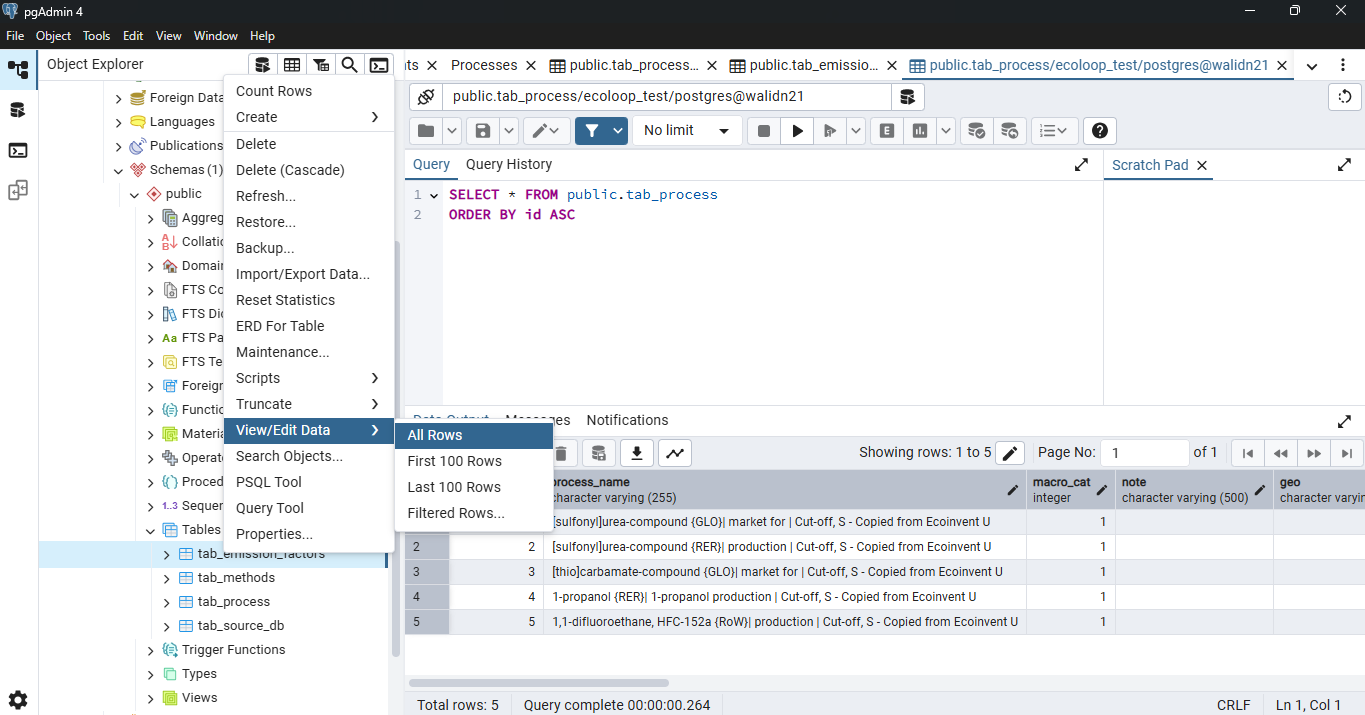 pgAdmin 4
File Object Tools Edit View Window Help
Object Explorer
Foreign Data
Languages
Publications
Schemas (1)
public
Aggreg
Collatio
Domain
FTS Co
FTS Dic
Aa FTS Pa
FTS Te
Foreign
Functio
Materia
Operato
Proced
1..3 Sequen
Tables
tab_emission_factors
tab_methods
tab_process
tab_source_db
Trigger Functions
Types
Views
Count Rows
Create
Delete
Delete (Cascade)
Refresh...
Restore...
Backup...
Import/Export Data...
Reset Statistics
ERD For Table
Maintenance...
Scripts
Truncate
View/Edit Data
Search Objects...
PSQL Tool
Query Tool
Properties...
All Rows
First 100 Rows
Last 100 Rows
Filtered Rows...
ts Processes public.tab_process... public.tab_emissio... public.tab_process/ecoloop_test/postgres@walidn21
public.tab_process/ecoloop_test/postgres@walidn21
No limit E
Query Query History
Scratch Pad
1 SELECT * FROM public.tab_process
2 ORDER BY id ASC
Data Output Messages Notifications
Showing rows: 1 to 5 Page No: 1 of 1
process_name macro_cat note geo
character varying (255) integer character varying (500) character varyin
[sulfonyl]urea-compound {GLO}| market for | Cut-off, S - Copied from Ecoinvent U 1
2 2 [sulfonyl]urea-compound {RER}| production | Cut-off, S - Copied from Ecoinvent U 1
3 3 [thio]carbamate-compound {GLO}| market for | Cut-off, S - Copied from Ecoinvent U 1
4 4 1-propanol {RER}| 1-propanol production | Cut-off, S - Copied from Ecoinvent U 1
5 5 1,1-difluoroethane, HFC-152a {RoW}| production | Cut-off, S - Copied from Ecoinvent U 1
Total rows: 5 Query complete 00:00:00.264 CRLF Ln 1, Col 1